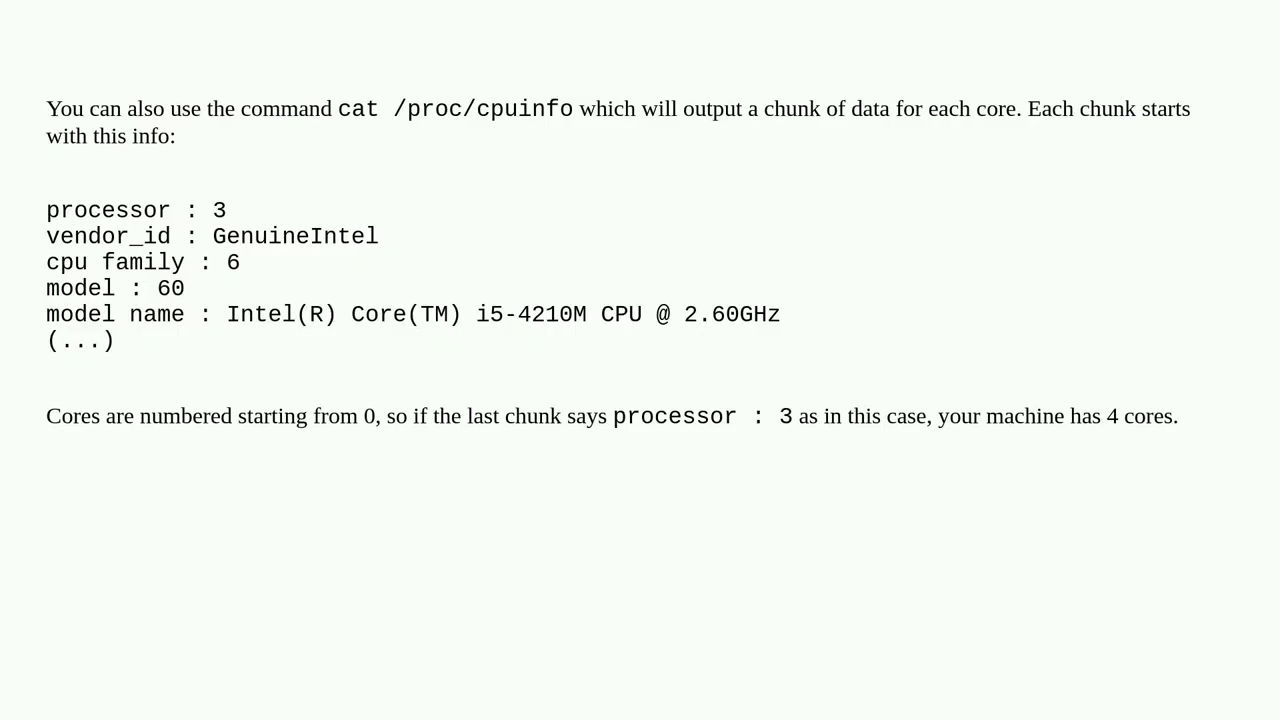 You can also use the command cat /proc/cpuinfo which will output a chunk of data for each core. Each chunk starts
with this info:
processor : 3
vendor_id : GenuineIntel
cpu family : 6
model : 60
model name : Intel(R) Core(TM) i5-4210M CPU @ 2.60GHz
(...)
Cores are numbered starting from 0, so if the last chunk says processor : 3 as in this case, your machine has 4 cores.